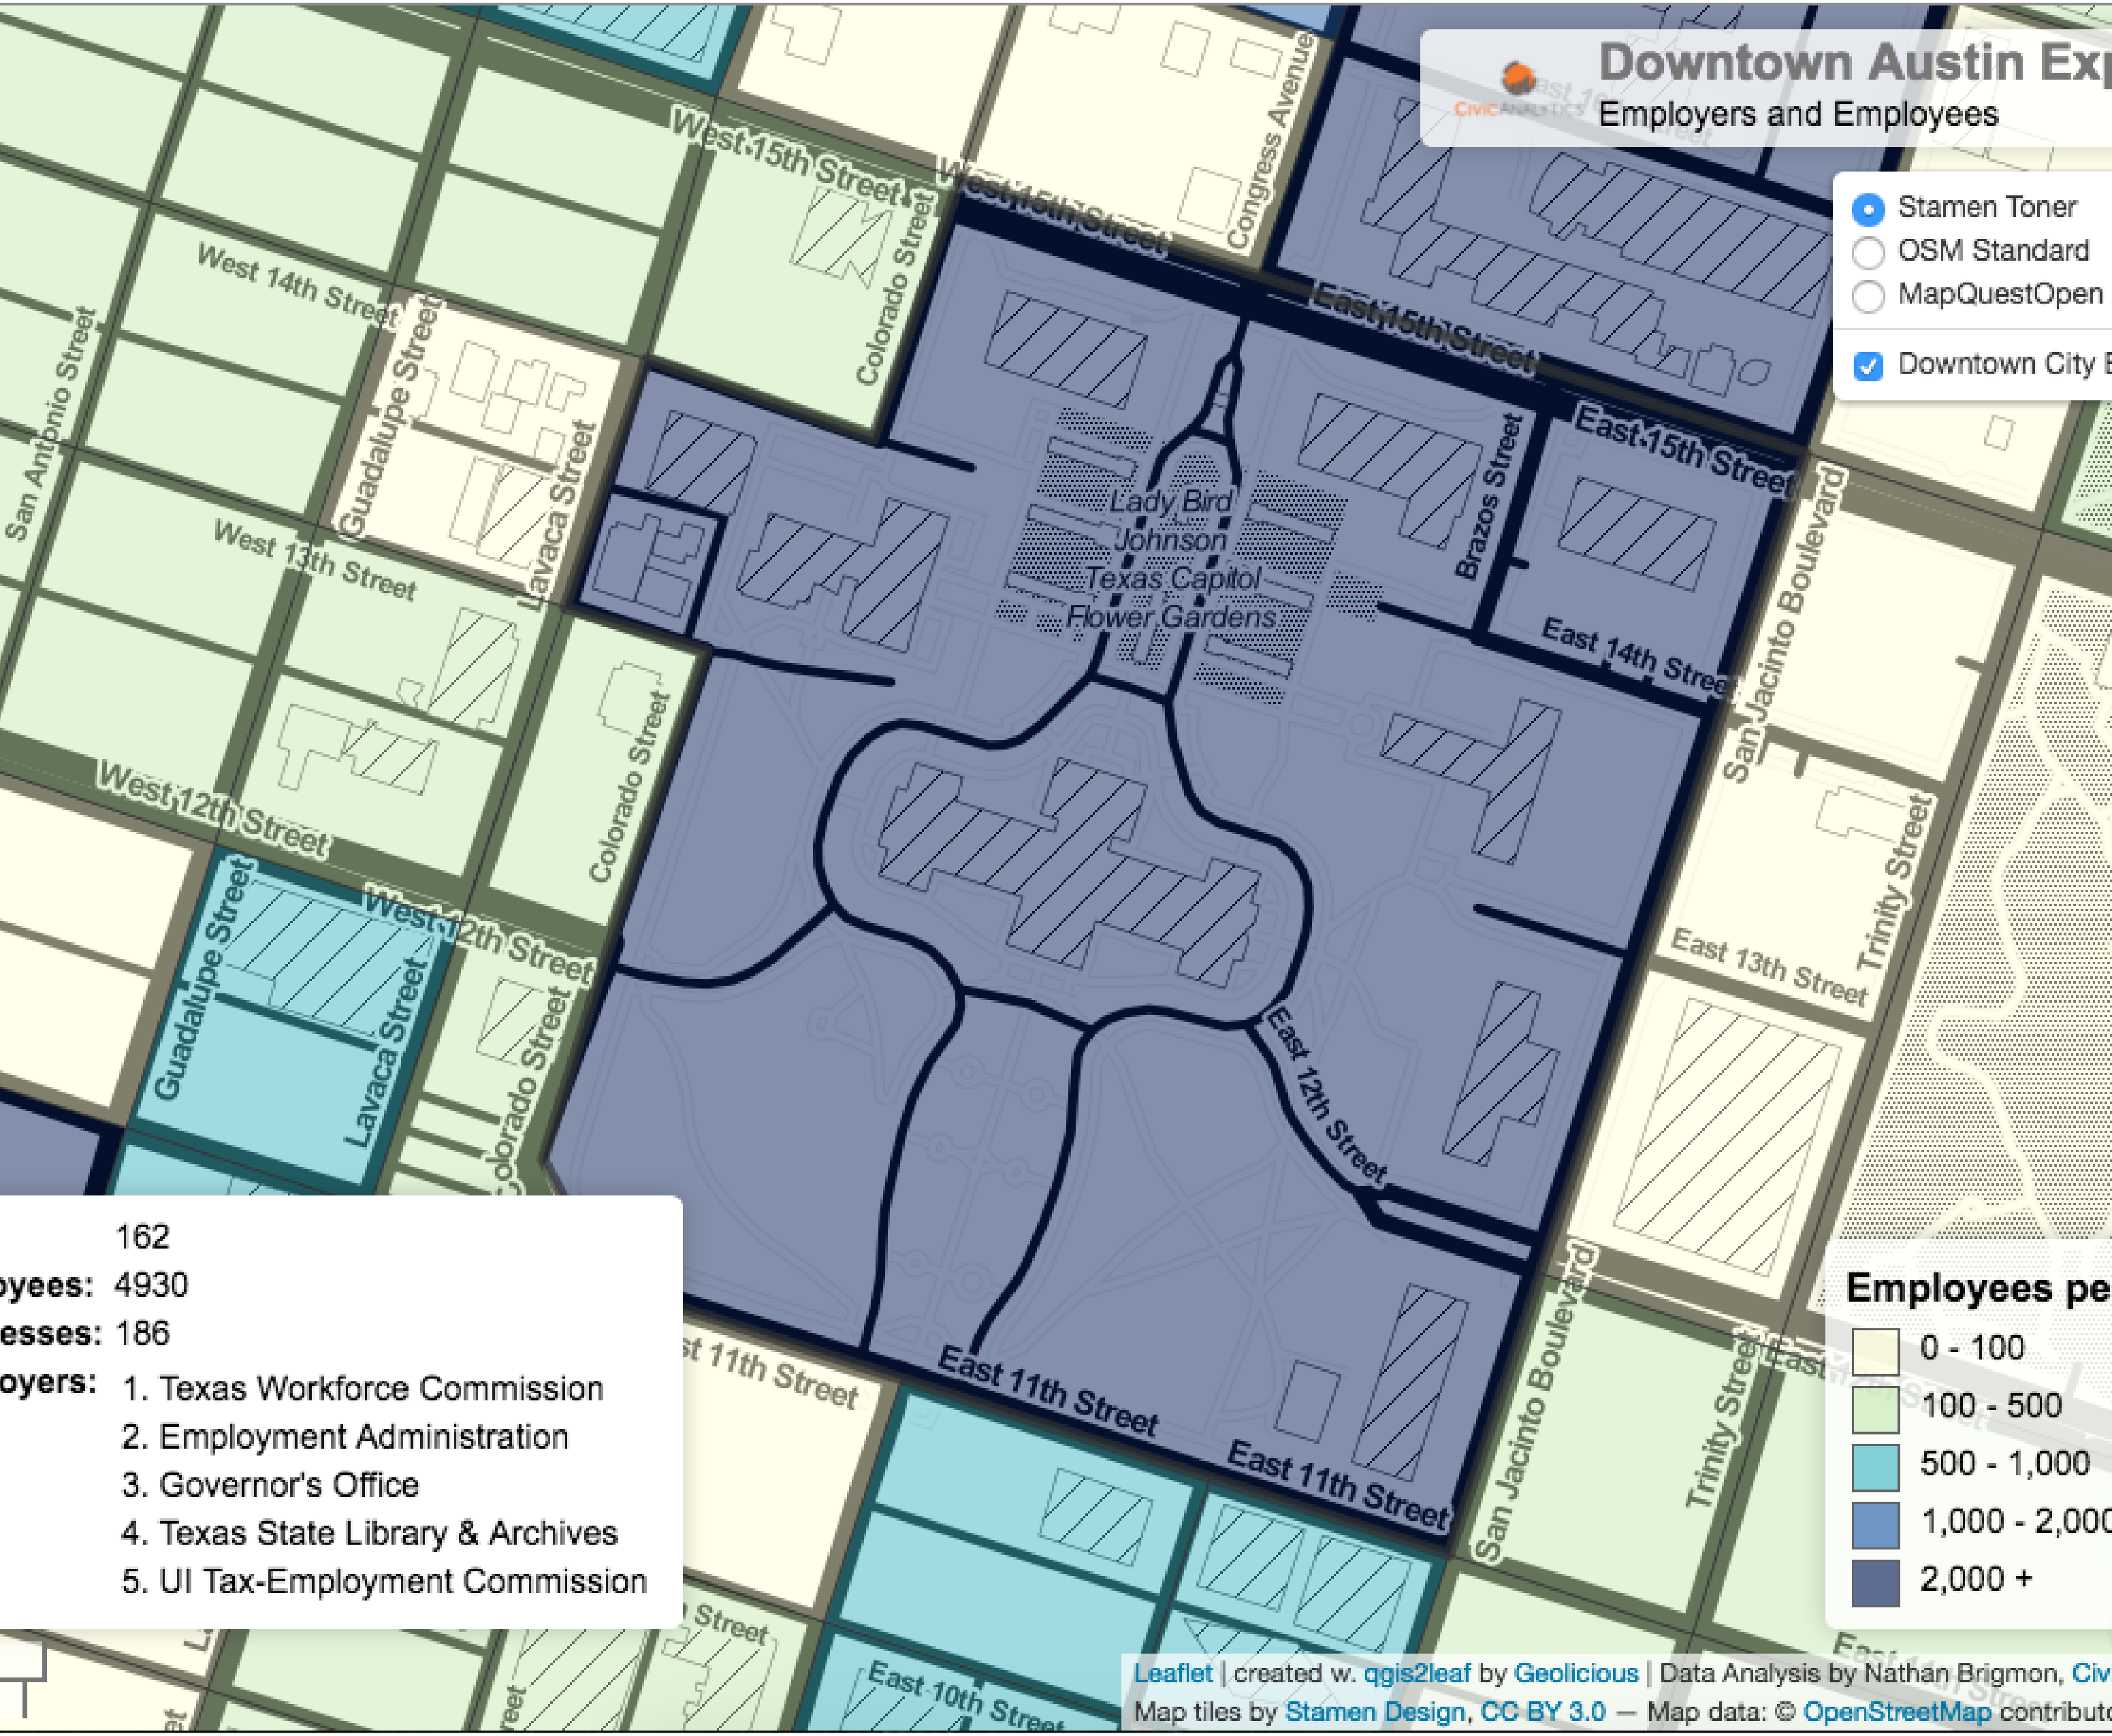 Downtown Austin Exp
CIVICANALYTICS
Employers and Employees
Stamen Toner
OSM Standard
MapQuestOpen
Downtown City B
West 15th Street
West 15th Street
Congress Avenue
Colorado Street
West 14th Street
East 15th Street
East 15th Street
San Antonio Street
Guadalupe Street
Lavaca Street
Brazos Street
Lady Bird
Johnson
Texas Capitol
Flower Gardens
West 13th Street
East 14th Street
San Jacinto Boulevard
Colorado Street
West 12th Street
West 12th Street
Trinity Street
East 13th Street
Guadalupe Street
Lavaca Street
Colorado Street
East 12th Street
162
oyees: 4930
esses: 186
oyers:
1. Texas Workforce Commission
2. Employment Administration
3. Governor's Office
4. Texas State Library & Archives
5. UI Tax-Employment Commission
st 11th Street
East 11th Street
East 11th Street
San Jacinto Boulevard
Trinity Street
Employees pe
0 - 100
100 - 500
500 - 1,000
1,000 - 2,000
2,000 +
Street
East 10th Street
Leaflet | created w. qgis2leaf by Geolicious | Data Analysis by Nathan Brigmon, Civ
Map tiles by Stamen Design, CC BY 3.0 — Map data: © OpenStreetMap contributo